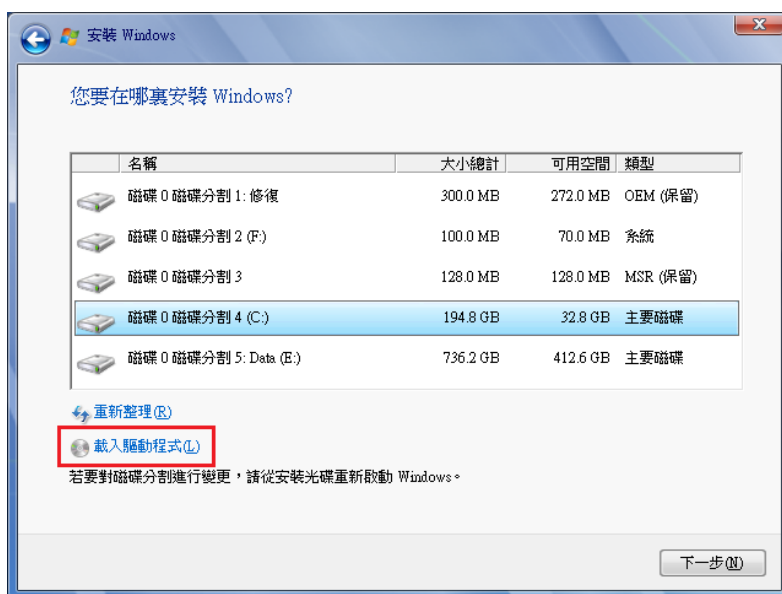 安裝 Windows
您要在哪裏安裝 Windows?
名稱 大小總計 可用空間 類型
磁碟 0 磁碟分割 1: 修復 300.0 MB 272.0 MB OEM (保留)
磁碟 0 磁碟分割 2 (F:) 100.0 MB 70.0 MB 系統
磁碟 0 磁碟分割 3 128.0 MB 128.0 MB MSR (保留)
磁碟 0 磁碟分割 4 (C:) 194.8 GB 32.8 GB 主要磁碟
磁碟 0 磁碟分割 5: Data (E:) 736.2 GB 412.6 GB 主要磁碟
重新整理(R)
載入驅動程式(L)
若要對磁碟分割進行變更，請從安裝光碟重新啟動 Windows。
下一步(N)